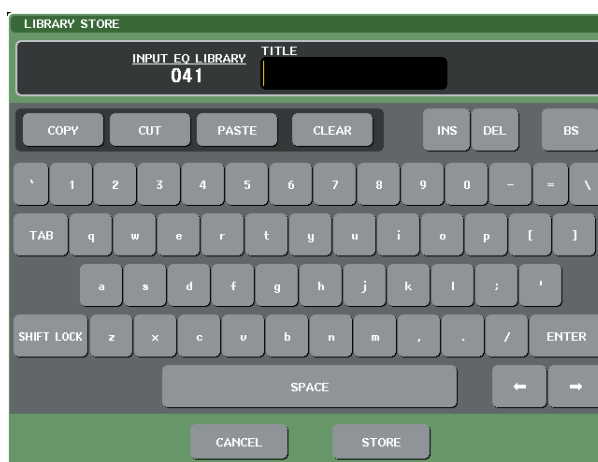 LIBRARY STORE
INPUT EQ LIBRARY TITLE
041
COPY CUT PASTE CLEAR INS DEL BS
` 1 2 3 4 5 6 7 8 9 0 - = \
TAB q w e r t y u i o p [ ]
a s d f g h j k l ; '
SHIFT LOCK z x c v b n m , . / ENTER
SPACE ← →
CANCEL STORE